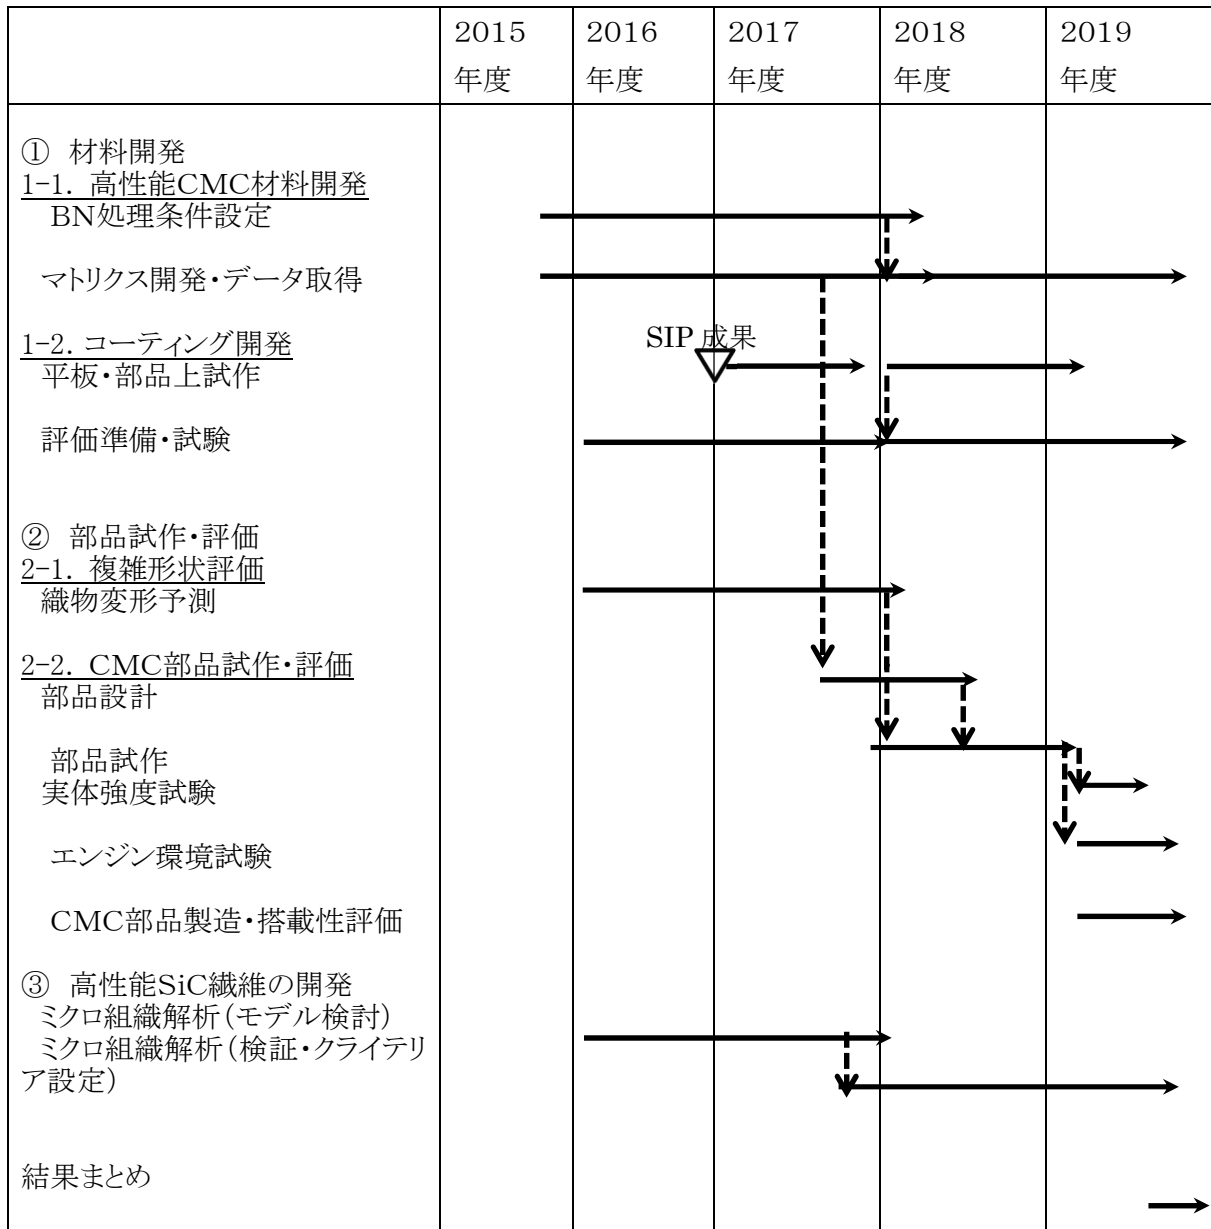 2015 2016 2017 2018 2019
年度 年度 年度 年度 年度
① 材料開発
1-1. 高性能CMC材料開発
BN処理条件設定
マトリクス開発・データ取得
SIP 成果
1-2. コーティング開発
平板・部品上試作
評価準備・試験
② 部品試作・評価
2-1. 複雑形状評価
織物変形予測
2-2. CMC部品試作・評価
部品設計
部品試作
実体強度試験
エンジン環境試験
CMC部品製造・搭載性評価
③ 高性能SiC繊維の開発
ミクロ組織解析(モデル検討)
ミクロ組織解析(検証・クライテリ
ア設定)
結果まとめ